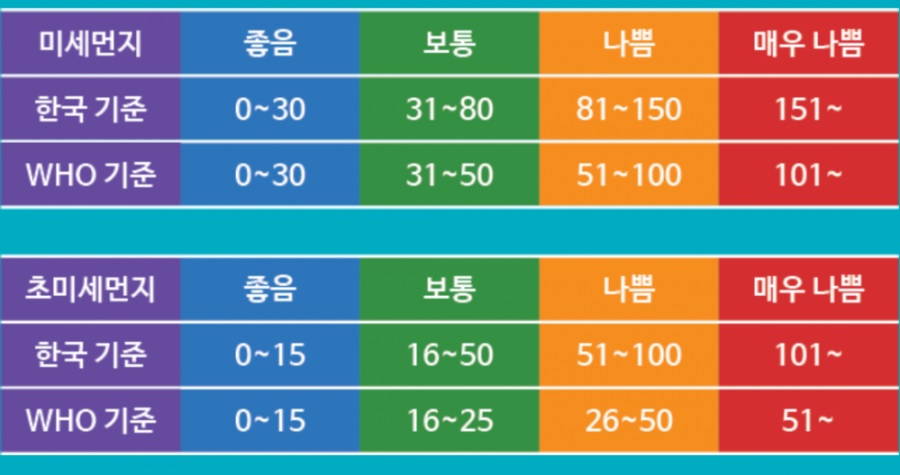 미세먼지 좋음 보통 나쁨 매우 나쁨
한국 기준 0~30 31~80 81~150 151~
WHO 기준 0~30 31~50 51~100 101~
초미세먼지 좋음 보통 나쁨 매우 나쁨
한국 기준 0~15 16~50 51~100 101~
WHO 기준 0~15 16~25 26~50 51~